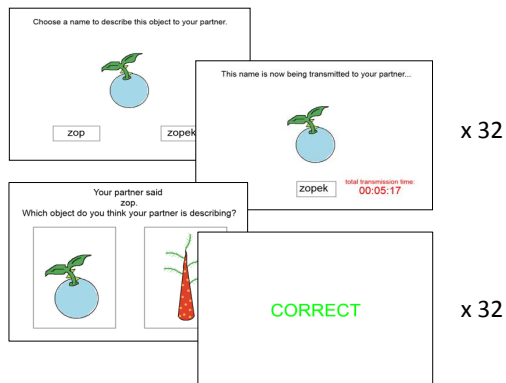 Choose a name to describe this object to your partner.
zop
zopek
This name is now being transmitted to your partner...
zopek
total transmission time:
00:05:17
x 32
Your partner said
zop.
Which object do you think your partner is describing?
CORRECT
x 32